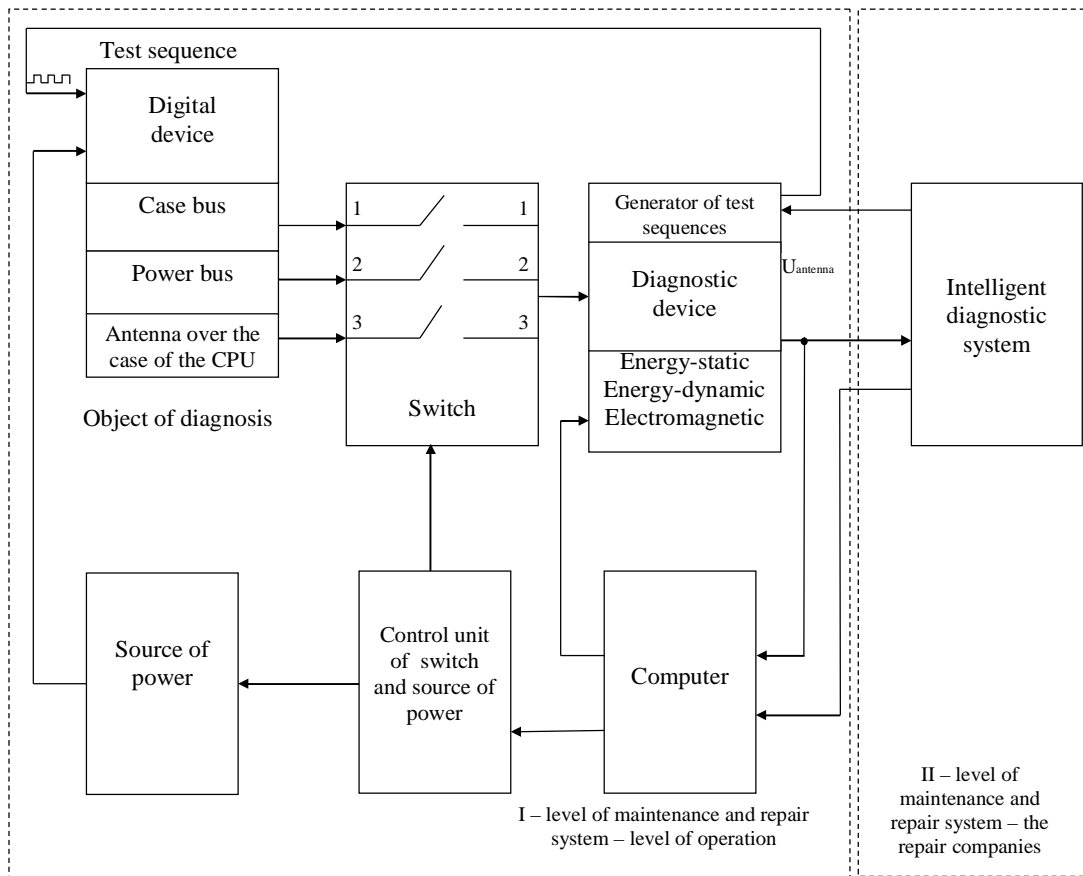 Test sequence
Digital
device
Case bus
Power bus
Antenna over the
case of the CPU
Object of diagnosis
1
1
2
2
3
3
Switch
Generator of test
sequences
Diagnostic
device
Energy-static
Energy-dynamic
Electromagnetic
Uantenna
Intelligent
diagnostic
system
Source of
power
Control unit
of switch
and source of
power
Computer
I – level of maintenance and repair
system – level of operation
II – level of
maintenance and
repair system – the
repair companies